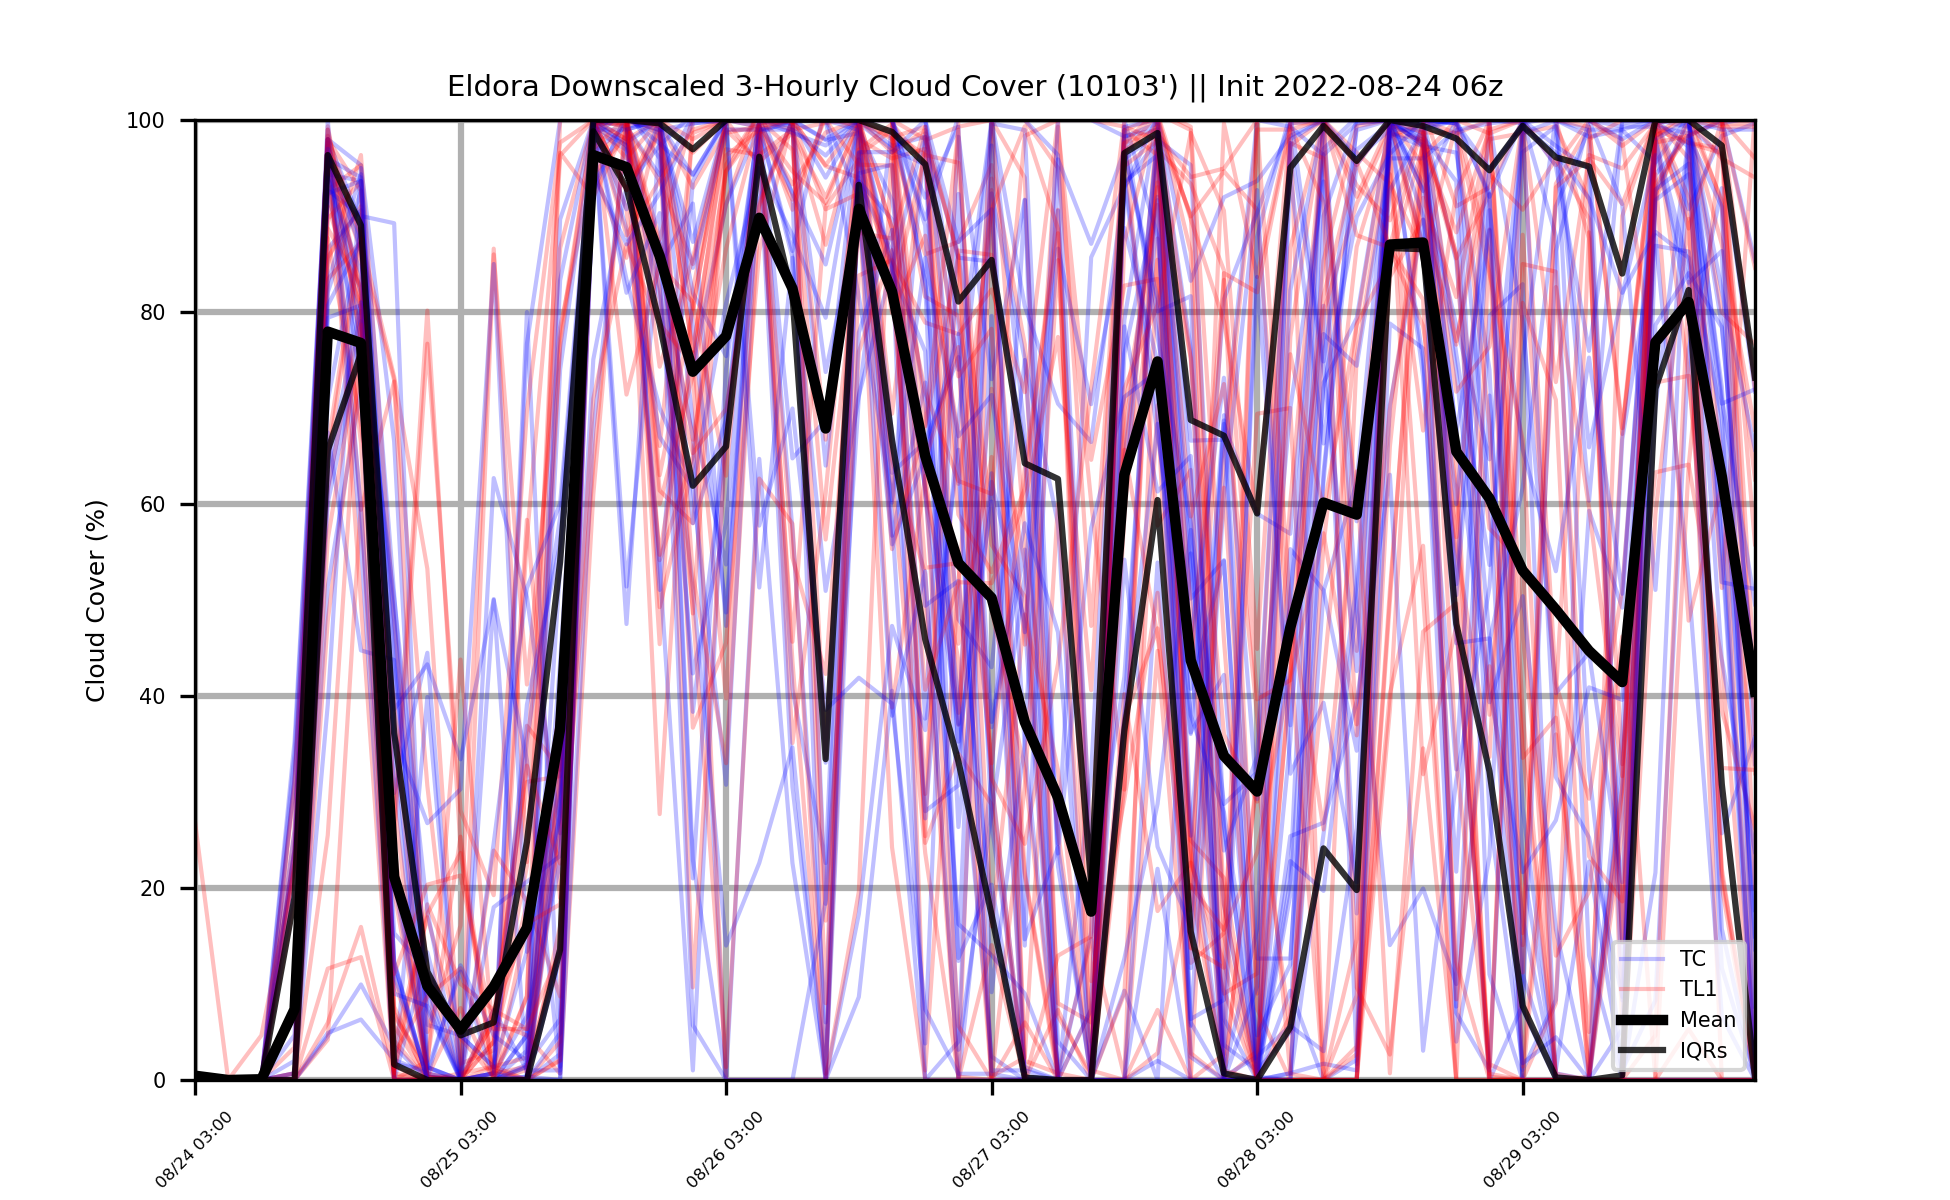 Eldora Downscaled 3-Hourly Cloud Cover (10103') || Init 2022-08-24 06z
Cloud Cover (%)
100
80
60
40
20
0
08/24 03:00
08/25 03:00
08/26 03:00
08/27 03:00
08/28 03:00
08/29 03:00
TC
TL1
Mean
IQRs